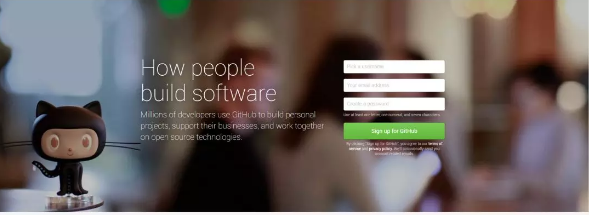 How people
build software
Millions of developers use GitHub to build personal
projects, support their businesses, and work together
on open source technologies.
Pick a username
Your email address
Create a password
Use at least one letter, one numeral, and seven characters.
Sign up for GitHub
By clicking "Sign up for GitHub", you agree to our terms of
service and privacy policy. We'll occasionally send you
account related emails.